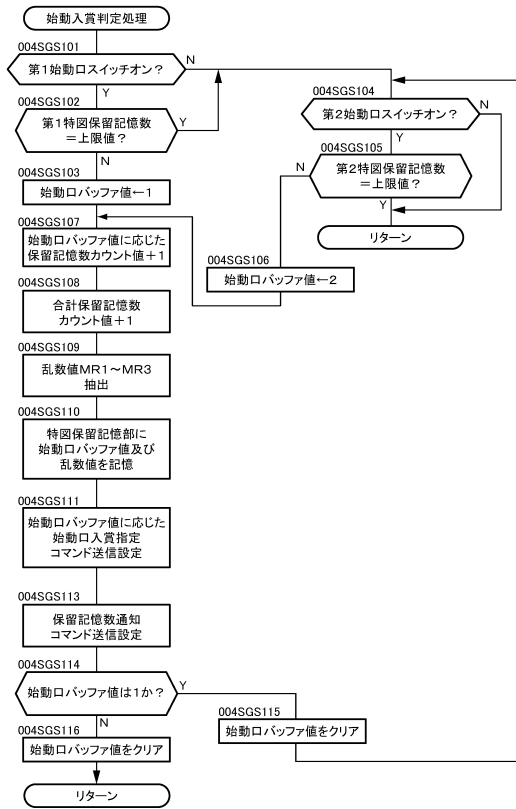 始動入賞判定処理
004SGS101
第1始動口スイッチオン?
N
Y
004SGS102
第1特図保留記憶数
=上限値?
Y
N
004SGS103
始動口バッファ値←1
004SGS104
第2始動口スイッチオン?
N
Y
004SGS105
第2特図保留記憶数
=上限値?
N
Y
リターン
004SGS106
始動口バッファ値←2
004SGS107
始動口バッファ値に応じた
保留記憶数カウント値+1
004SGS108
合計保留記憶数
カウント値+1
004SGS109
乱数値MR1~MR3
抽出
004SGS110
特図保留記憶部に
始動口バッファ値及び
乱数値を記憶
004SGS111
始動口バッファ値に応じた
始動口入賞指定
コマンド送信設定
004SGS113
保留記憶数通知
コマンド送信設定
004SGS114
始動口バッファ値は1か?
Y
N
004SGS115
始動口バッファ値をクリア
004SGS116
始動口バッファ値をクリア
リターン